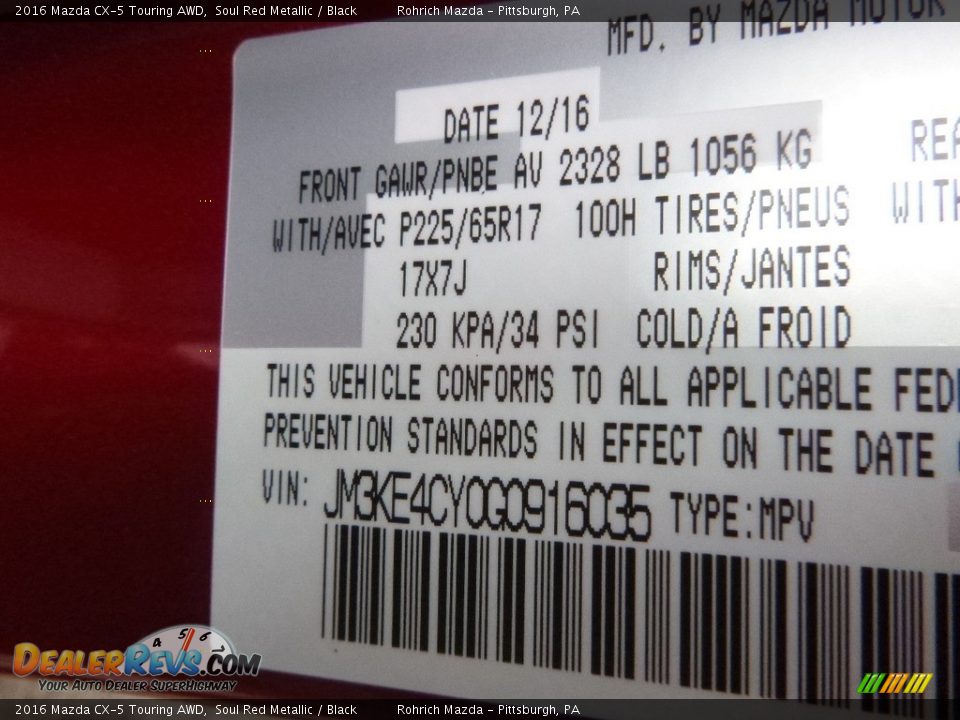 2016 Mazda CX-5 Touring AWD, Soul Red Metallic / Black Rohrich Mazda - Pittsburgh, PA
MFD. BY MAZDA MOTOR
DATE 12/16
FRONT GAWR/PNBE AV 2328 LB 1056 KG REA
WITH/AVEC P225/65R17 100H TIRES/PNEUS WITH
17X7J RIMS/JANTES
230 KPA/34 PSI COLD/A FROID
THIS VEHICLE CONFORMS TO ALL APPLICABLE FEDE
PREVENTION STANDARDS IN EFFECT ON THE DATE
VIN: JM3KE4CY0G0916035 TYPE:MPV
4 5 6
DEALERREVS.COM
YOUR AUTO DEALER SUPERHIGHWAY
2016 Mazda CX-5 Touring AWD, Soul Red Metallic / Black Rohrich Mazda - Pittsburgh, PA